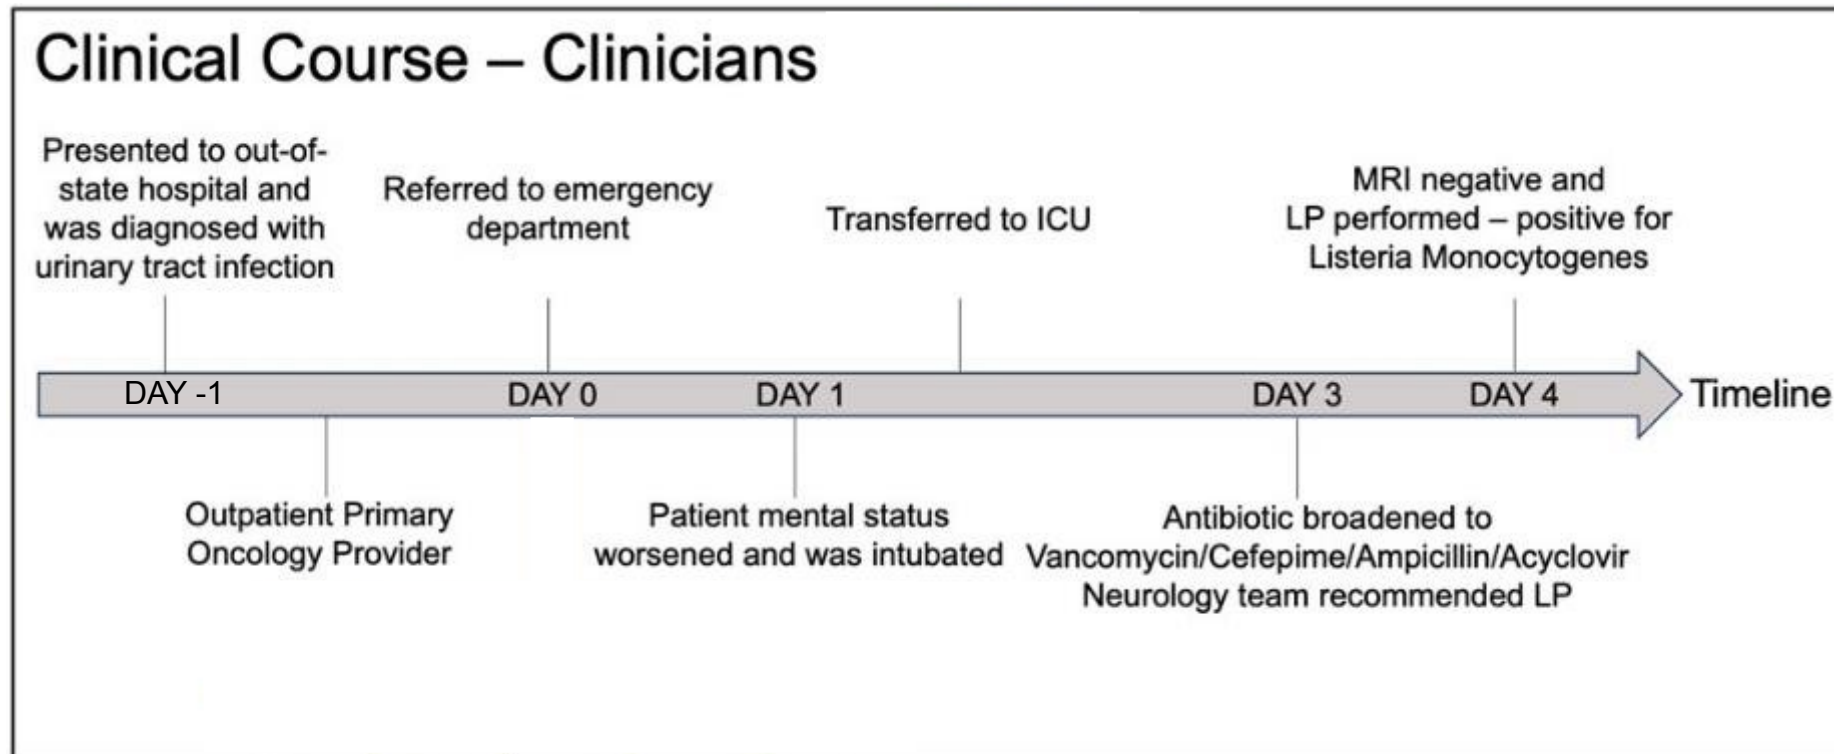 Clinical Course – Clinicians
Presented to out-of-
state hospital and
was diagnosed with
urinary tract infection
Referred to emergency
department
Transferred to ICU
MRI negative and
LP performed – positive for
Listeria Monocytogenes
DAY -1
DAY 0
DAY 1
DAY 3
DAY 4
Timeline
Outpatient Primary
Oncology Provider
Patient mental status
worsened and was intubated
Antibiotic broadened to
Vancomycin/Cefepime/Ampicillin/Acyclovir
Neurology team recommended LP